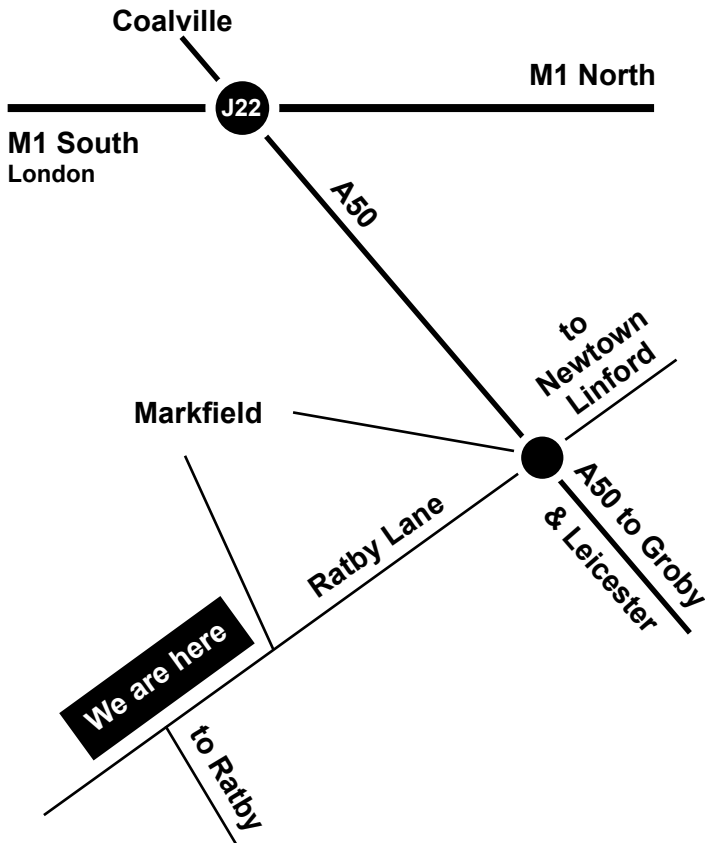 Coalville
M1 North
J22
M1 South
London
A50
to
Newtown
Linford
Markfield
A50 to Groby
& Leicester
Ratby Lane
We are here
to Ratby